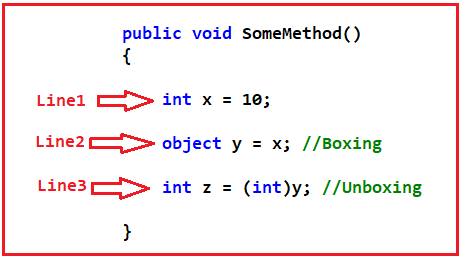 public void SomeMethod()
{
Line1 int x = 10;
Line2 object y = x; //Boxing
Line3 int z = (int)y; //Unboxing
}